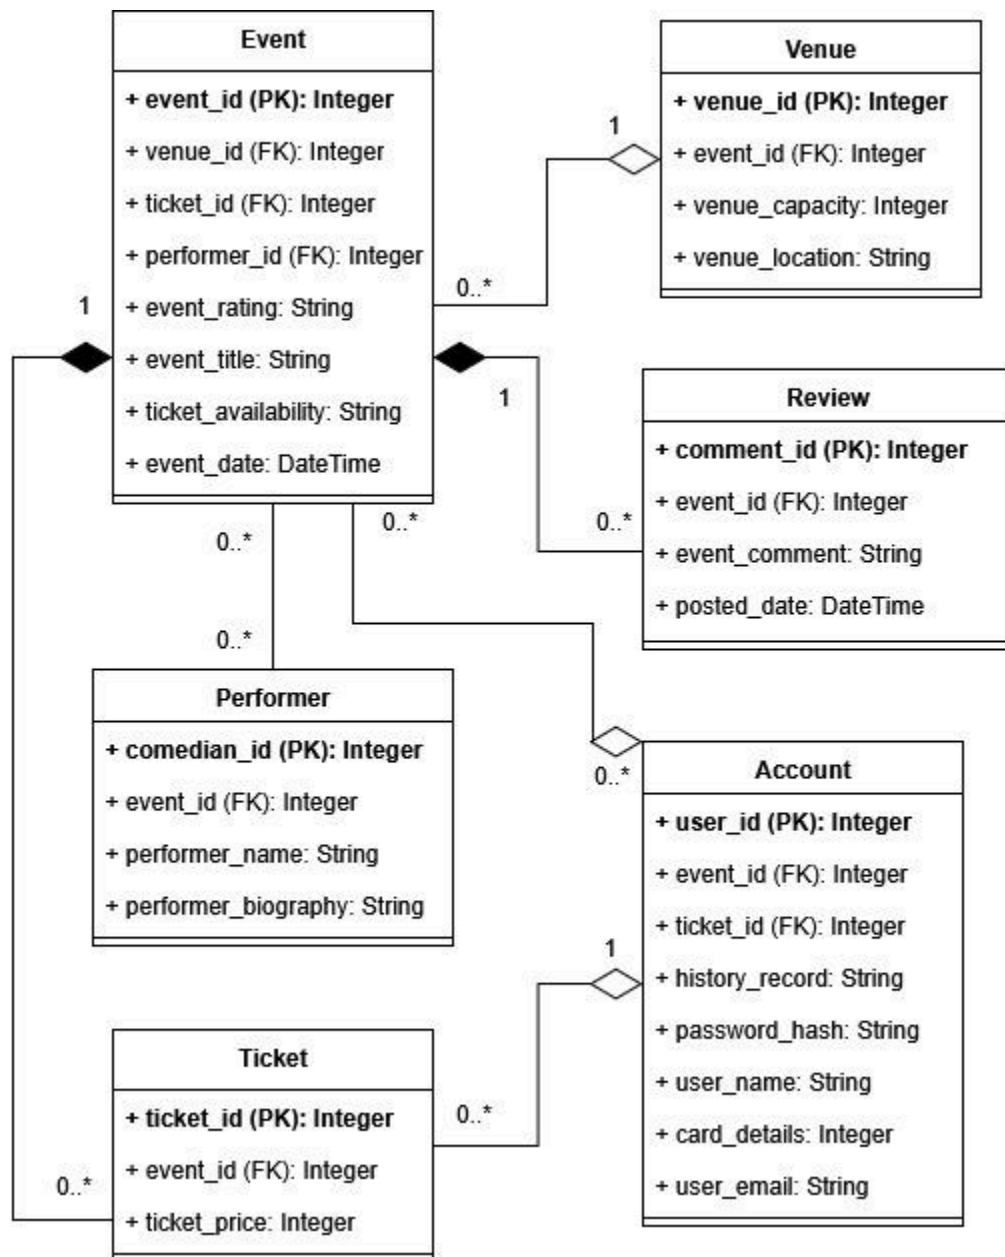 Event
+ event_id (PK): Integer
+ venue_id (FK): Integer
+ ticket_id (FK): Integer
+ performer_id (FK): Integer
+ event_rating: String
+ event_title: String
+ ticket_availability: String
+ event_date: DateTime
Venue
+ venue_id (PK): Integer
+ event_id (FK): Integer
+ venue_capacity: Integer
+ venue_location: String
1
0..*
1
1
Review
+ comment_id (PK): Integer
+ event_id (FK): Integer
+ event_comment: String
+ posted_date: DateTime
0..*
0..*
0..*
0..*
Performer
+ comedian_id (PK): Integer
+ event_id (FK): Integer
+ performer_name: String
+ performer_biography: String
0..*
Account
+ user_id (PK): Integer
+ event_id (FK): Integer
+ ticket_id (FK): Integer
+ history_record: String
+ password_hash: String
+ user_name: String
+ card_details: Integer
+ user_email: String
1
0..*
Ticket
+ ticket_id (PK): Integer
+ event_id (FK): Integer
+ ticket_price: Integer
0..*